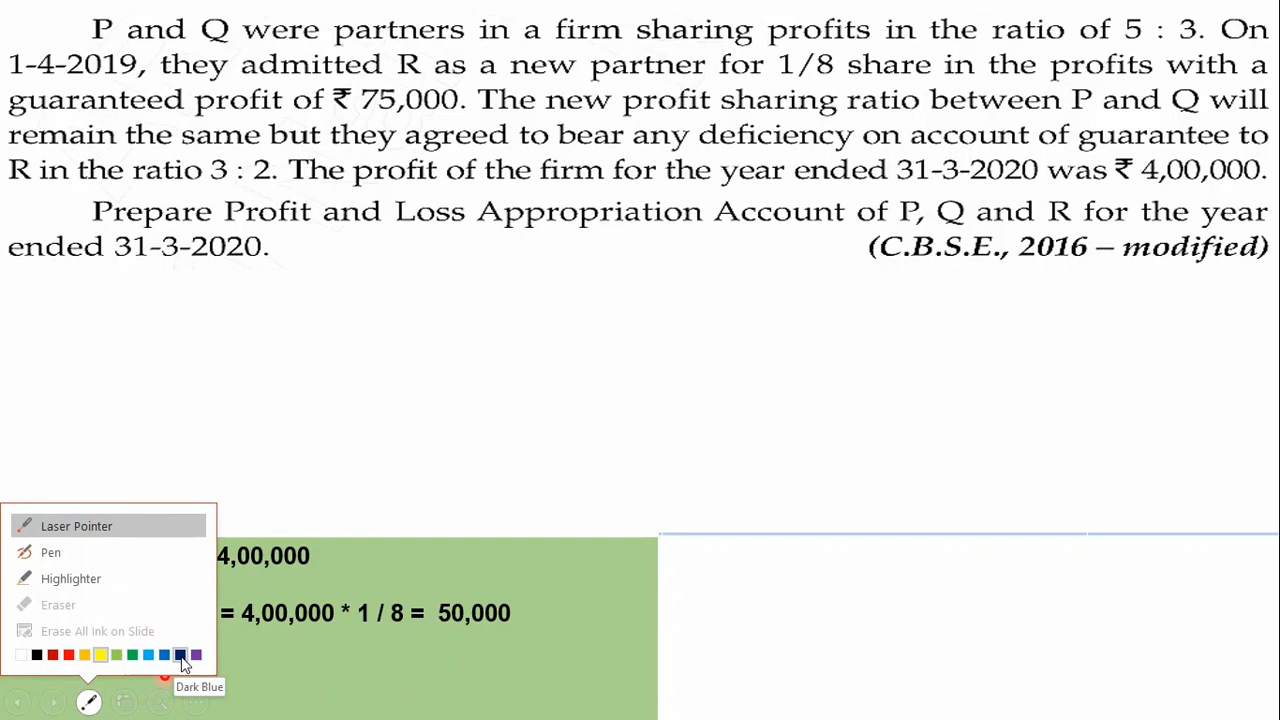 P and Q were partners in a firm sharing profits in the ratio of 5 : 3. On
1-4-2019, they admitted R as a new partner for 1/8 share in the profits with a
guaranteed profit of ₹ 75,000. The new profit sharing ratio between P and Q will
remain the same but they agreed to bear any deficiency on account of guarantee to
R in the ratio 3 : 2. The profit of the firm for the year ended 31-3-2020 was ₹ 4,00,000.
Prepare Profit and Loss Appropriation Account of P, Q and R for the year
ended 31-3-2020. (C.B.S.E., 2016 – modified)
Laser Pointer
4,00,000
Pen
Highlighter
Eraser
= 4,00,000 * 1 / 8 = 50,000
Erase All Ink on Slide
Dark Blue